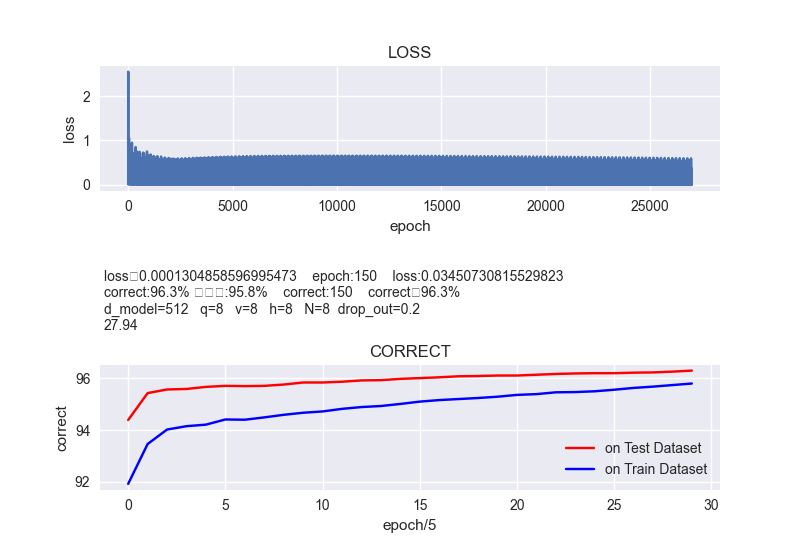 LOSS
2
1
0
loss
0 5000 10000 15000 20000 25000
epoch
loss□0.0001304858596995473 epoch:150 loss:0.03450730815529823
correct:96.3% □□□:95.8% correct:150 correct□96.3%
d_model=512 q=8 v=8 h=8 N=8 drop_out=0.2
27.94
CORRECT
96
94
92
correct
on Test Dataset
on Train Dataset
0 5 10 15 20 25 30
epoch/5